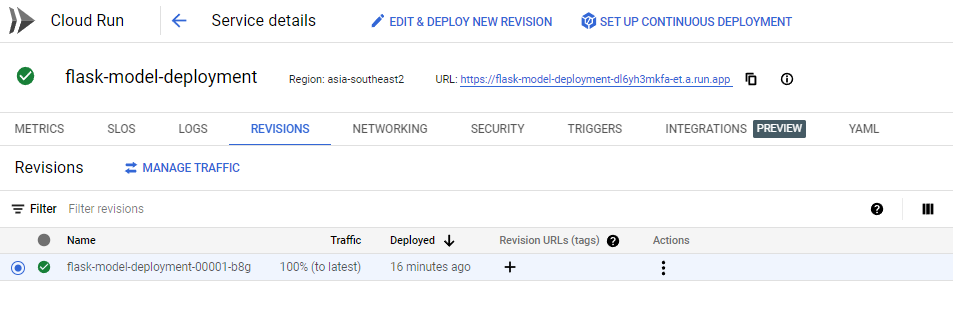 Cloud Run Service details EDIT & DEPLOY NEW REVISION SET UP CONTINUOUS DEPLOYMENT
flask-model-deployment Region: asia-southeast2 URL: https://flask-model-deployment-dl6yh3mkfa-et.a.run.app
METRICS SLOS LOGS REVISIONS NETWORKING SECURITY TRIGGERS INTEGRATIONS PREVIEW YAML
Revisions MANAGE TRAFFIC
Filter Filter revisions
Name Traffic Deployed Revision URLs (tags) Actions
flask-model-deployment-00001-b8g 100% (to latest) 16 minutes ago